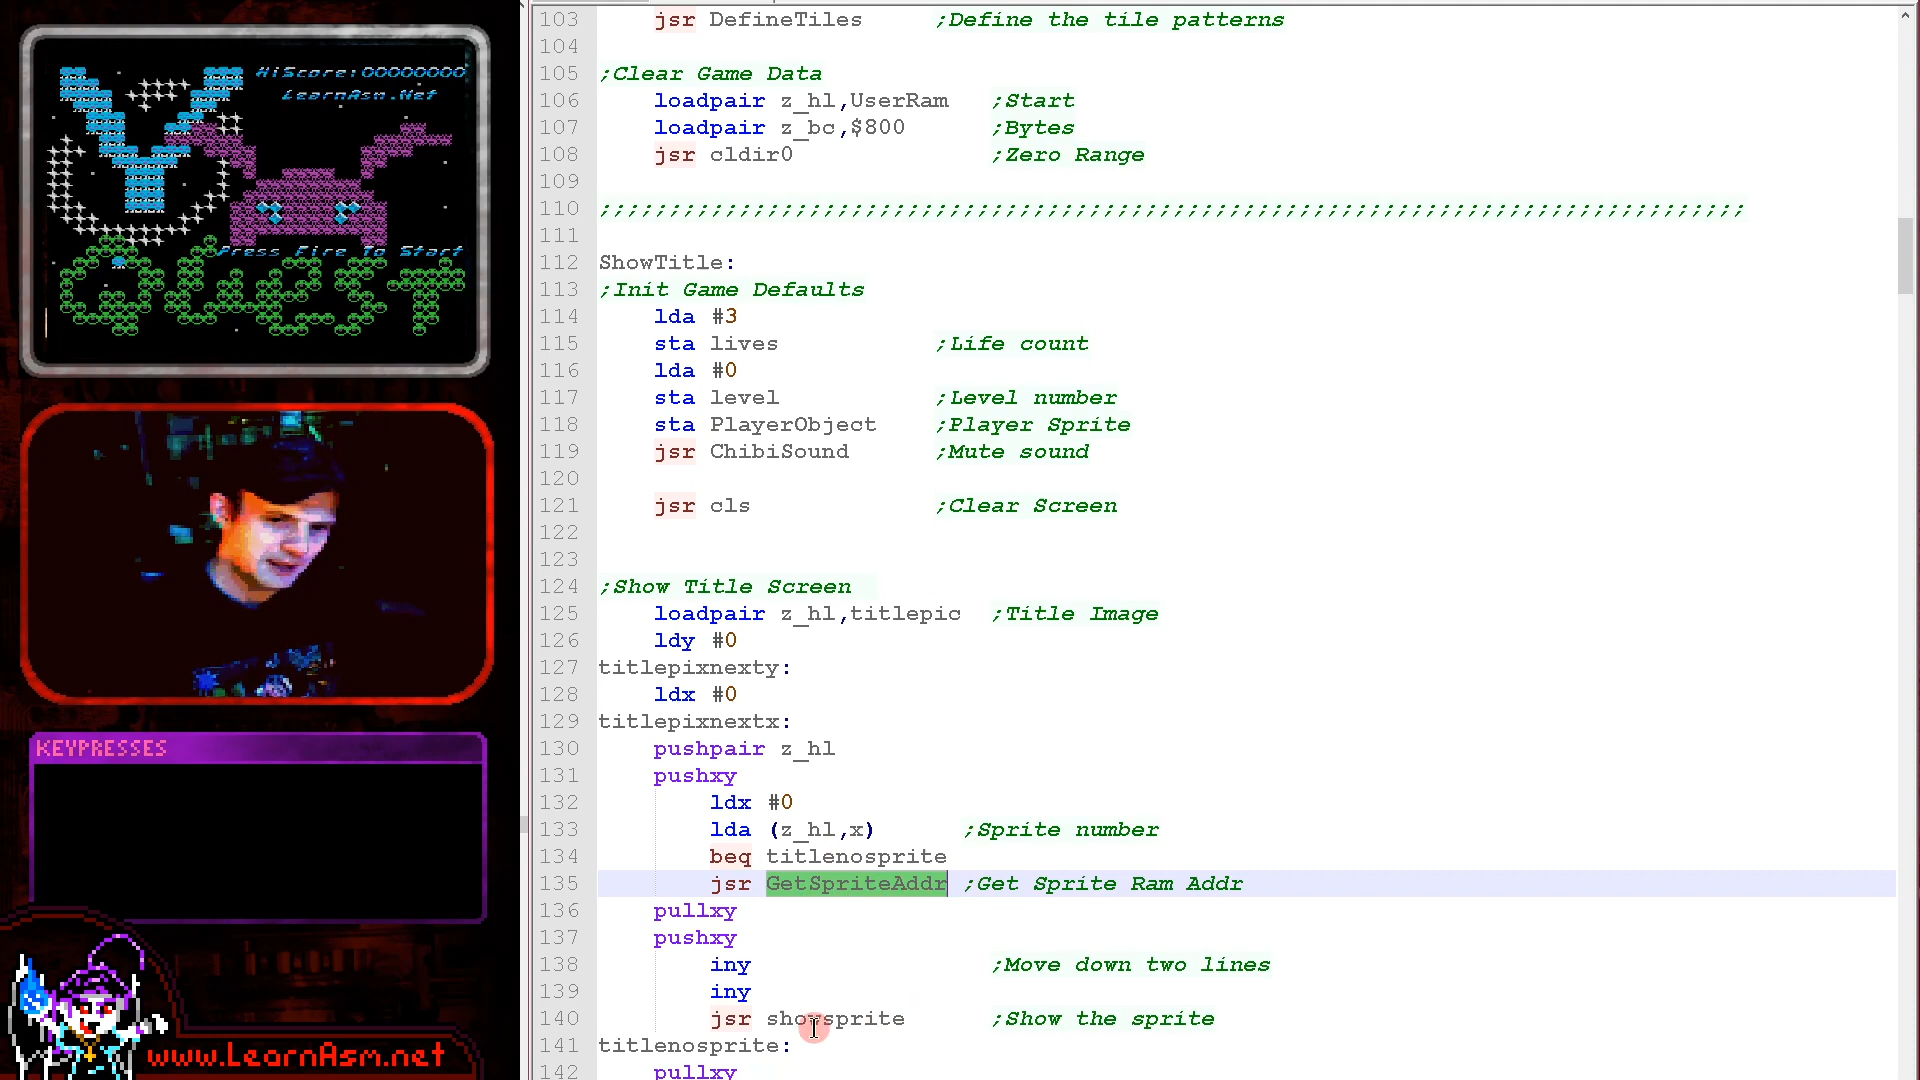 HiScore:00000000
LearnAsm.Net
Press Fire To Start
Quest
KEYPRESSES
www.LearnAsm.net
103 jsr DefineTiles ;Define the tile patterns
104
105 ;Clear Game Data
106 loadpair z_hl,UserRam ;Start
107 loadpair z_bc,$800 ;Bytes
108 jsr cldir0 ;Zero Range
109
110 ;;;;;;;;;;;;;;;;;;;;;;;;;;;;;;;;;;;;;;;;;;;;;;;;;;;;;;;;;;;;;;;;;;;;;;;;;;;;;;;;;;
111
112 ShowTitle:
113 ;Init Game Defaults
114 lda #3
115 sta lives ;Life count
116 lda #0
117 sta level ;Level number
118 sta PlayerObject ;Player Sprite
119 jsr ChibiSound ;Mute sound
120
121 jsr cls ;Clear Screen
122
123
124 ;Show Title Screen
125 loadpair z_hl,titlepic ;Title Image
126 ldy #0
127 titlepixnexty:
128 ldx #0
129 titlepixnextx:
130 pushpair z_hl
131 pushxy
132 ldx #0
133 lda (z_hl,x) ;Sprite number
134 beq titlenosprite
135 jsr GetSpriteAddr ;Get Sprite Ram Addr
136 pullxy
137 pushxy
138 iny ;Move down two lines
139 iny
140 jsr showsprite ;Show the sprite
141 titlenosprite:
142 pullxy